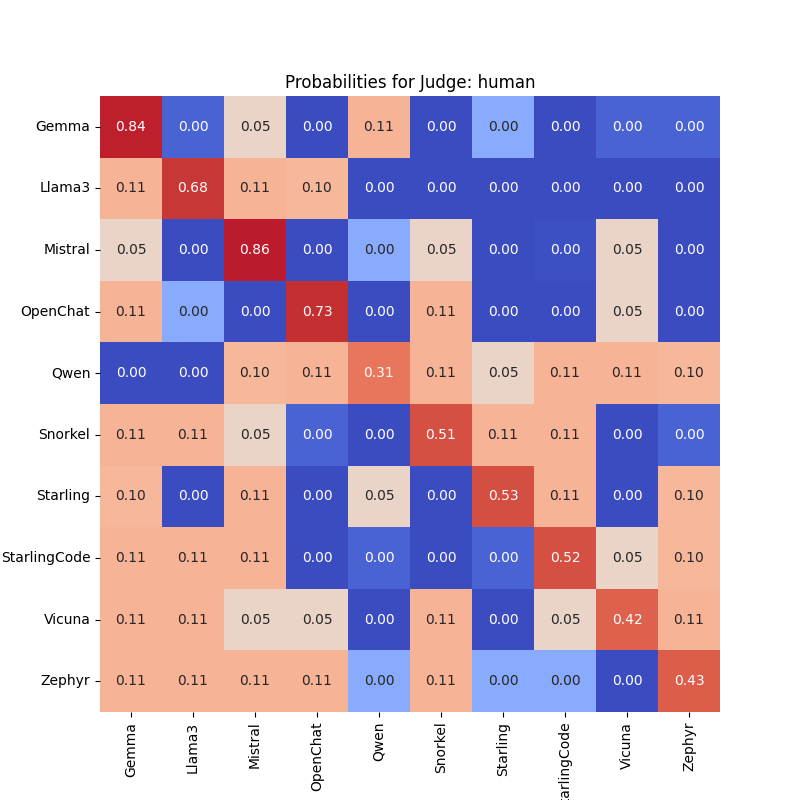 Probabilities for Judge: human
Gemma 0.84 0.00 0.05 0.00 0.11 0.00 0.00 0.00 0.00 0.00
Llama3 0.11 0.68 0.11 0.10 0.00 0.00 0.00 0.00 0.00 0.00
Mistral 0.05 0.00 0.86 0.00 0.00 0.05 0.00 0.00 0.05 0.00
OpenChat 0.11 0.00 0.00 0.73 0.00 0.11 0.00 0.00 0.05 0.00
Qwen 0.00 0.00 0.10 0.11 0.31 0.11 0.05 0.11 0.11 0.10
Snorkel 0.11 0.11 0.05 0.00 0.00 0.51 0.11 0.11 0.00 0.00
Starling 0.10 0.00 0.11 0.00 0.05 0.00 0.53 0.11 0.00 0.10
StarlingCode 0.11 0.11 0.11 0.00 0.00 0.00 0.00 0.52 0.05 0.10
Vicuna 0.11 0.11 0.05 0.05 0.00 0.11 0.00 0.05 0.42 0.11
Zephyr 0.11 0.11 0.11 0.11 0.00 0.11 0.00 0.00 0.00 0.43
Gemma Llama3 Mistral OpenChat Qwen Snorkel Starling arlingCode Vicuna Zephyr